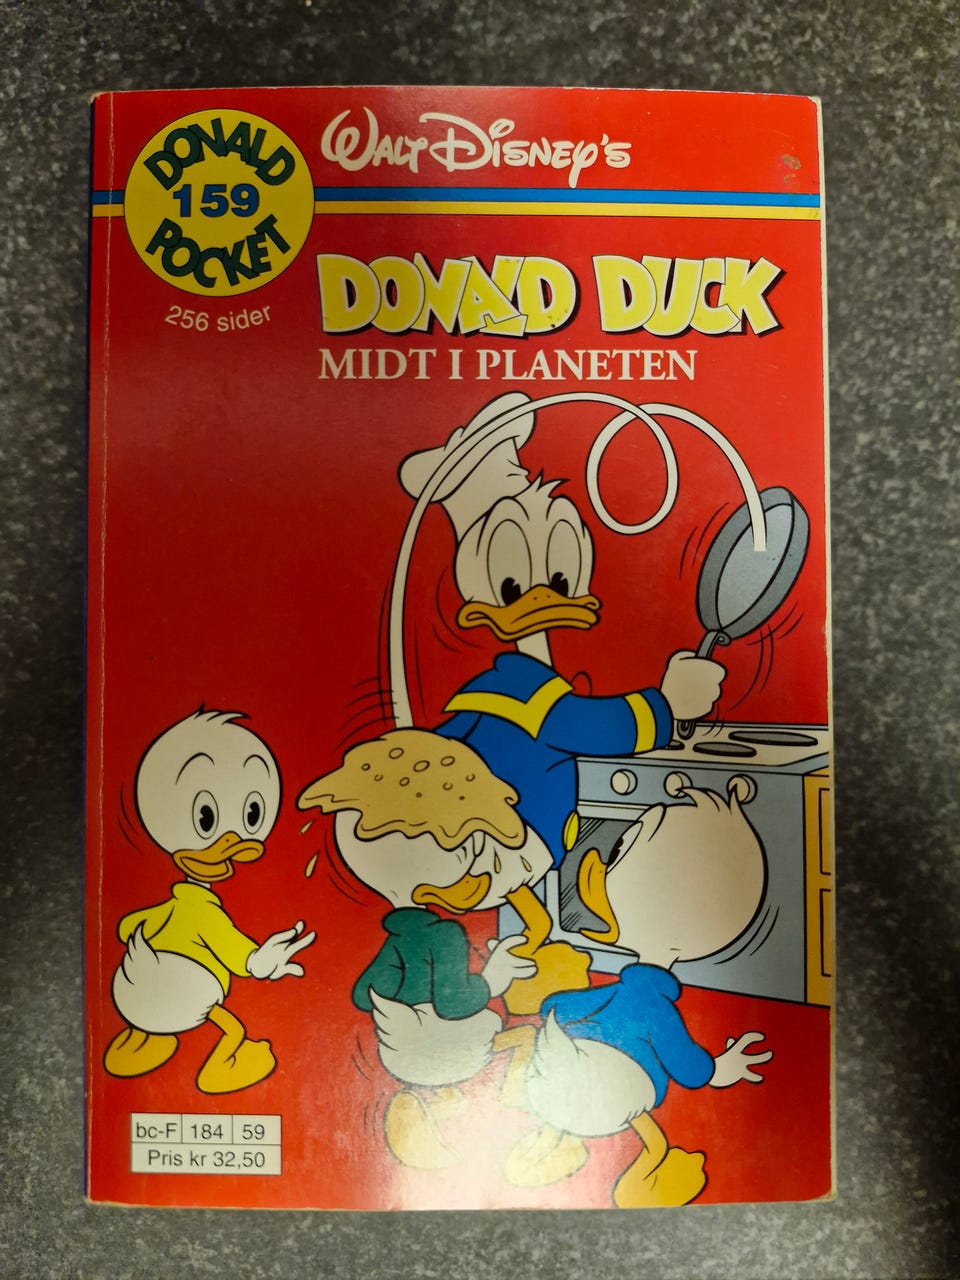 DONALD
159
POCKET
256 sider
WALT DISNEY'S
DONALD DUCK
MIDT I PLANETEN
bc-F 184 59
Pris kr 32,50